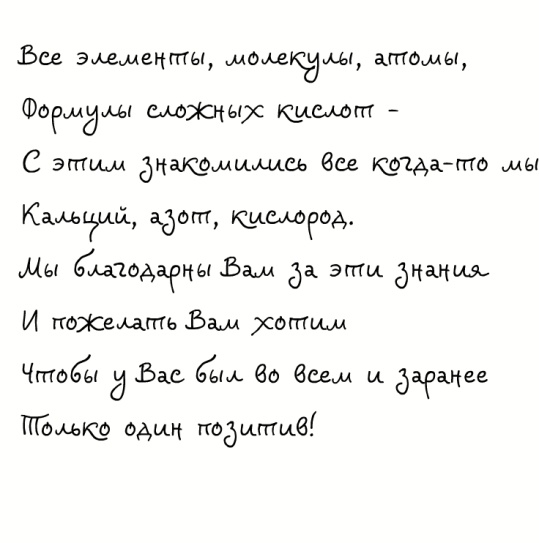 Все элементы, молекулы, атомы,
Формулы сложных кислот -
С этим знакомились все когда-то мы
Кальций, азот, кислород.
Мы благодарны Вам за эти знания
И пожелать Вам хотим
Чтобы у Вас был во всем и заранее
Только один позитив!